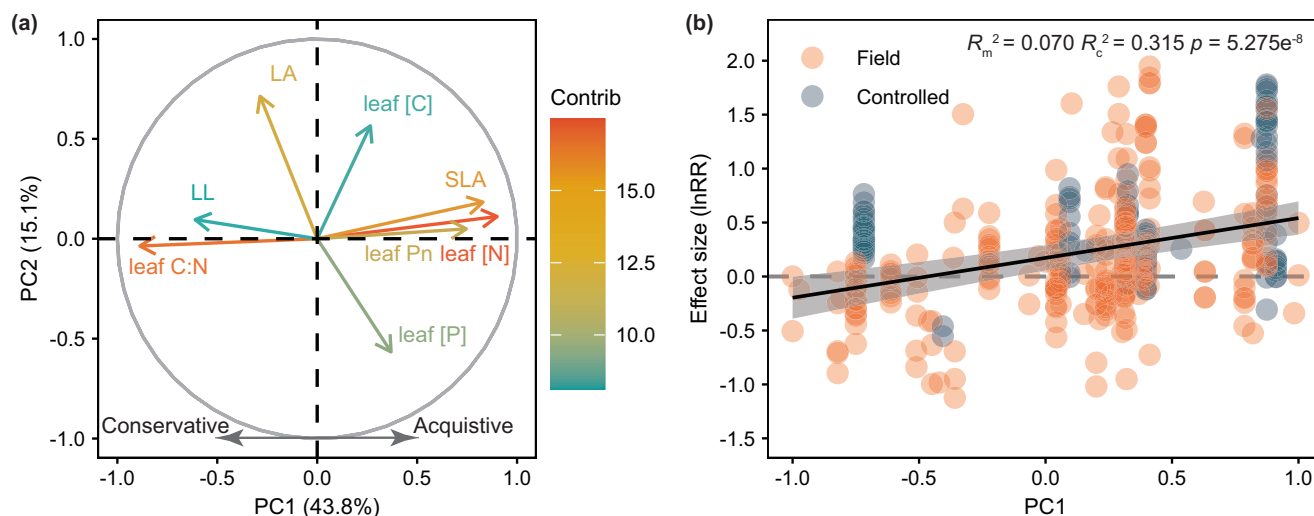 (a)
1.0
0.5
0.0
-0.5
-1.0
PC2 (15.1%)
LA
leaf [C]
SLA
LL
leaf C:N
leaf Pn
leaf [N]
leaf [P]
Conservative
Acquistive
-1.0
-0.5
0.0
0.5
1.0
PC1 (43.8%)
Contrib
15.0
12.5
10.0
(b)
Rm² = 0.070 Rc² = 0.315 p = 5.275e⁻⁸
Field
Controlled
2.0
1.5
1.0
0.5
0.0
-0.5
-1.0
-1.5
Effect size (lnRR)
-1.0
-0.5
0.0
0.5
1.0
PC1